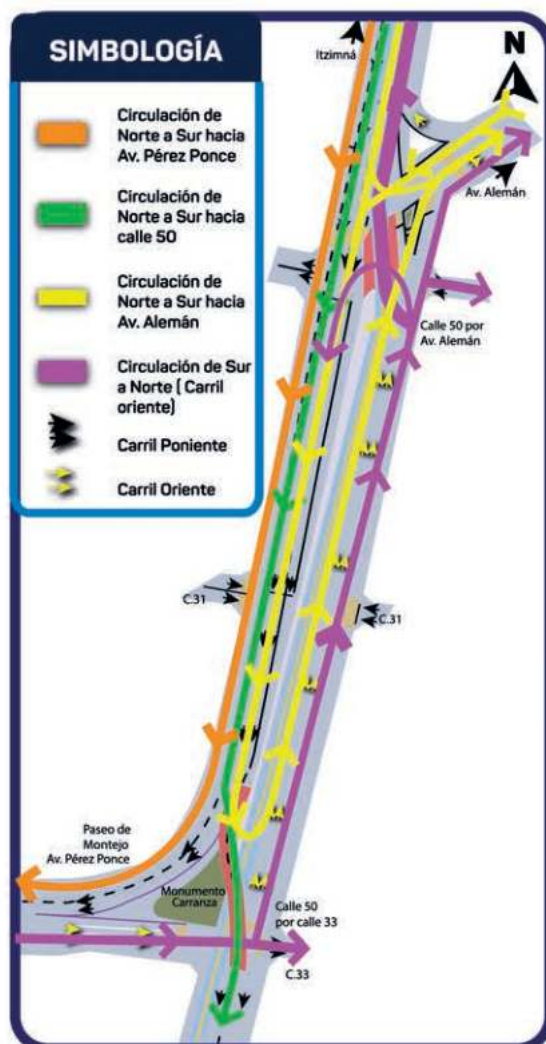 SIMBOLOGÍA
Circulación de
Norte a Sur hacia
Av. Pérez Ponce
Circulación de
Norte a Sur hacia
calle 50
Circulación de
Norte a Sur hacia
Av. Alemán
Circulación de Sur
a Norte ( Carril
oriente)
Carril Poniente
Carril Oriente
Itzimná
N
Av. Alemán
Calle 50 por
Av. Alemán
C.31
C.31
Paseo de
Montejo
Av. Pérez Ponce
Monumento
Carranza
Calle 50
por calle 33
C.33